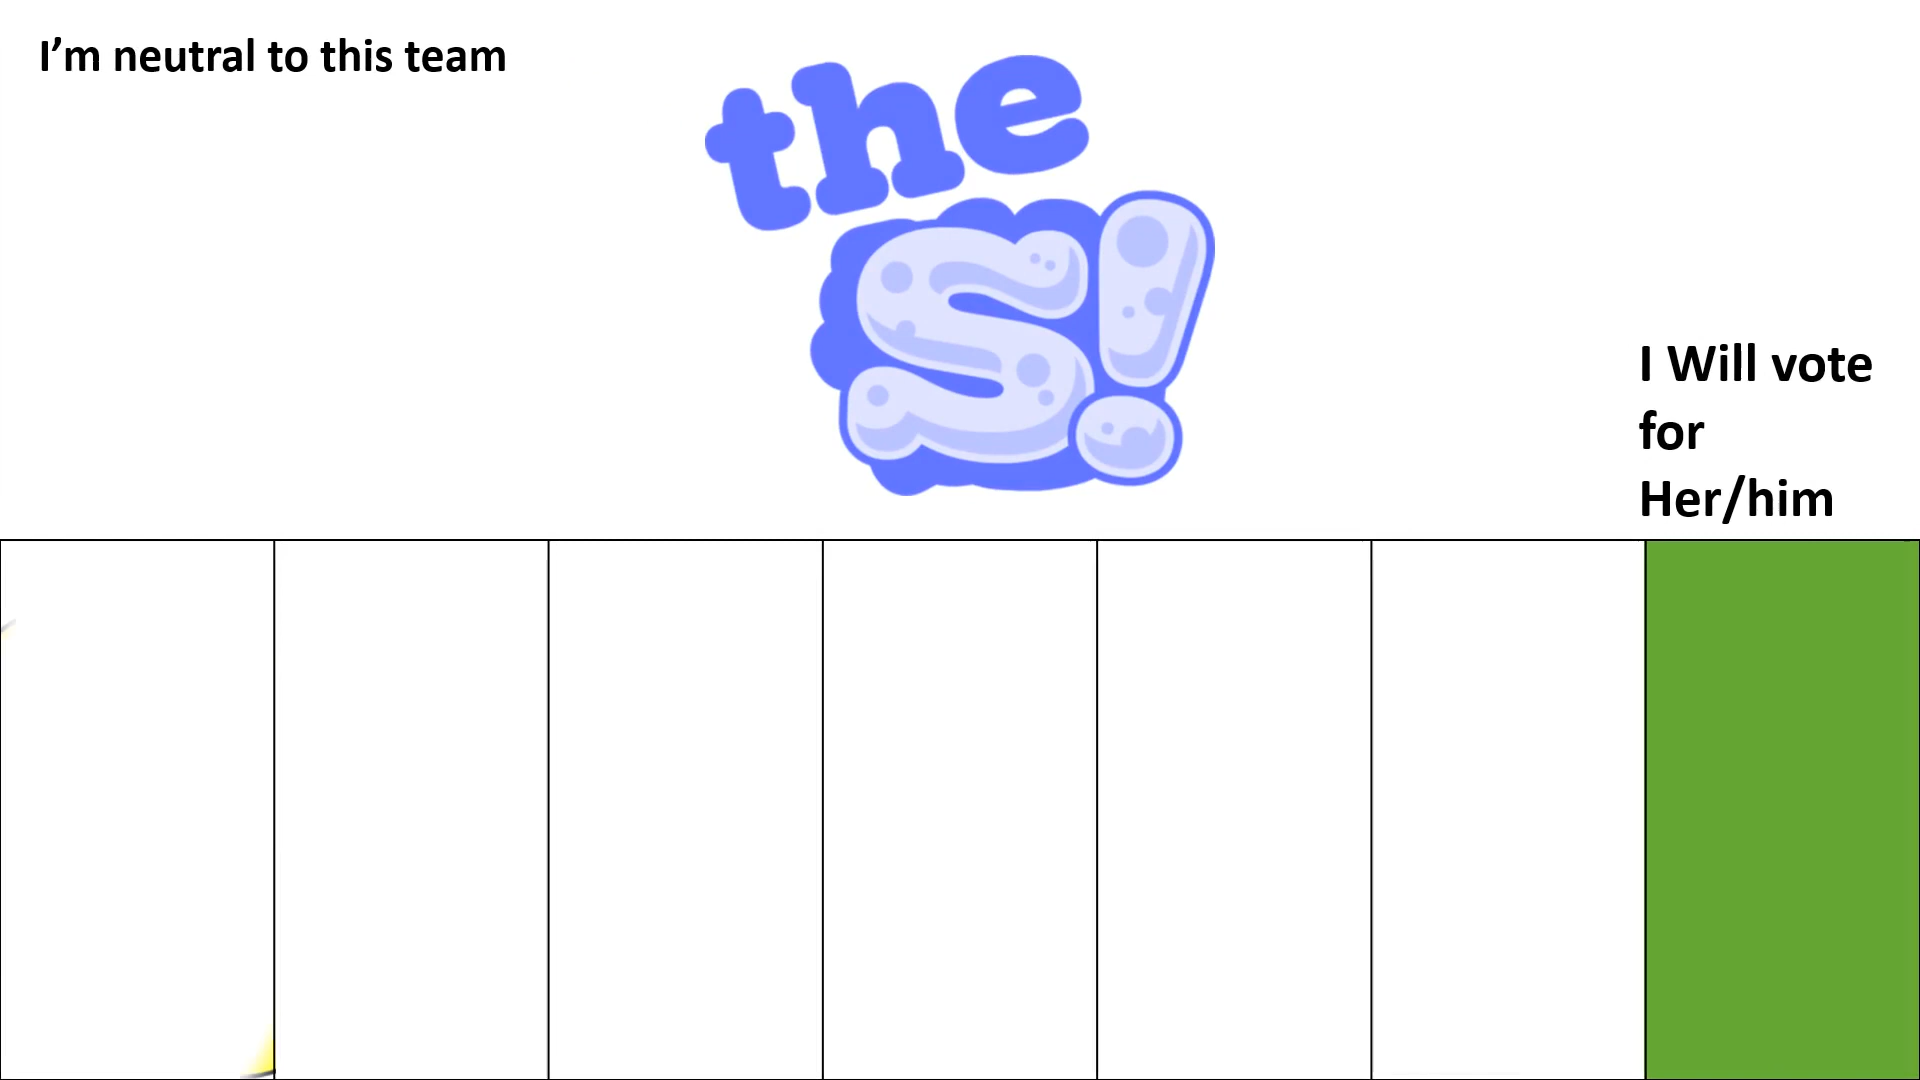 I’m neutral to this team
the
S!
I Will vote
for
Her/him